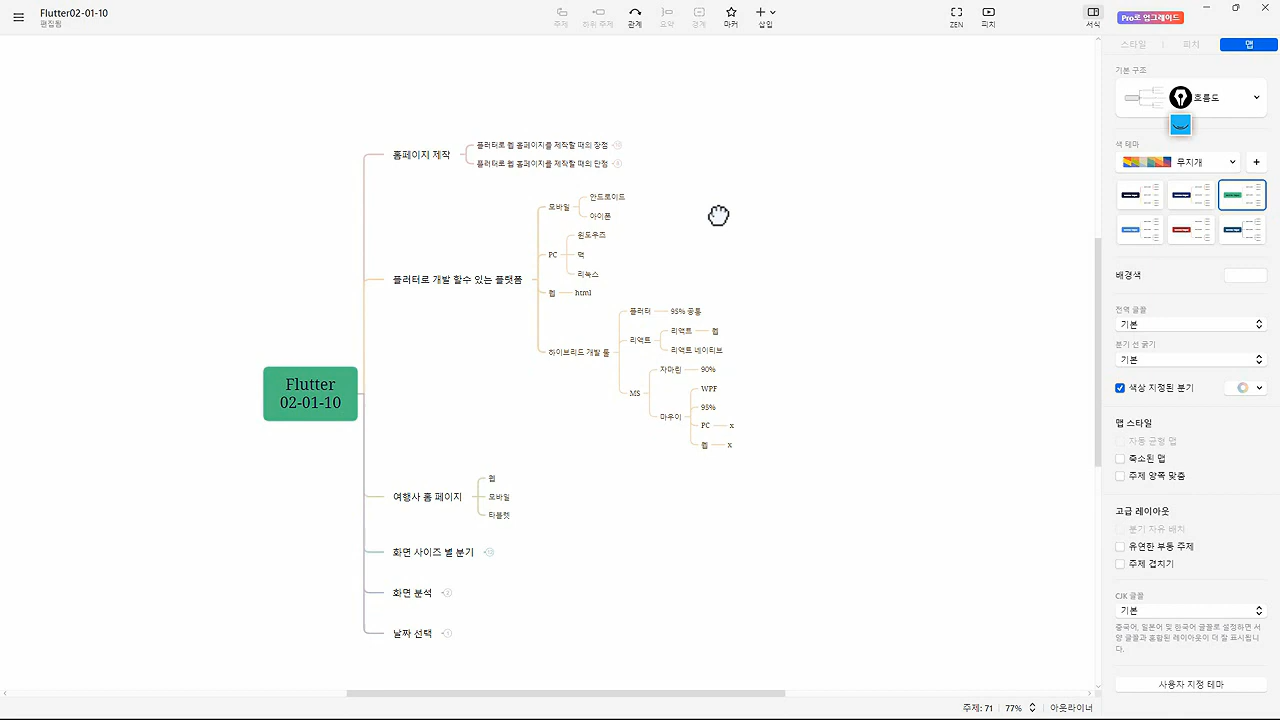 Flutter02-01-10
편집됨
주제
하위 주제
관계
요약
경계
마커
삽입
ZEN
피치
서식
Pro로 업그레이드
스타일
피치
맵
기본 구조
흐름도
색 테마
무지개
배경색
전역 글꼴
기본
분기 선 굵기
기본
색상 지정된 분기
맵 스타일
자동 균형 맵
축소된 맵
주제 양쪽 맞춤
고급 레이아웃
분기 자유 배치
유연한 부동 주제
주제 겹치기
CJK 글꼴
기본
중국어, 일본어 및 한국어 글꼴로 설정하면 서
양 글꼴과 혼합된 레이아웃이 더 잘 표시됩니
다.
사용자 지정 테마
Flutter
02-01-10
홈페이지 제작
플러터로 웹 홈페이지를 제작할 때의 장점
플러터로 웹 홈페이지를 제작할 때의 단점
플러터르 개발 할수 있는 플랫폼
모바일
안드로이드
아이폰
PC
윈도우즈
맥
리눅스
웹
html
하이브리드 개발 툴
플러터
95% 공통
리액트
리액트
웹
리액트 네이티브
MS
자마린
90%
마우이
WPF
95%
PC
x
웹
x
여행사 홈 페이지
웹
모바일
타블렛
화면 사이즈 별 분기
화면 분석
날짜 선택
주제: 71
77%
아웃라이너